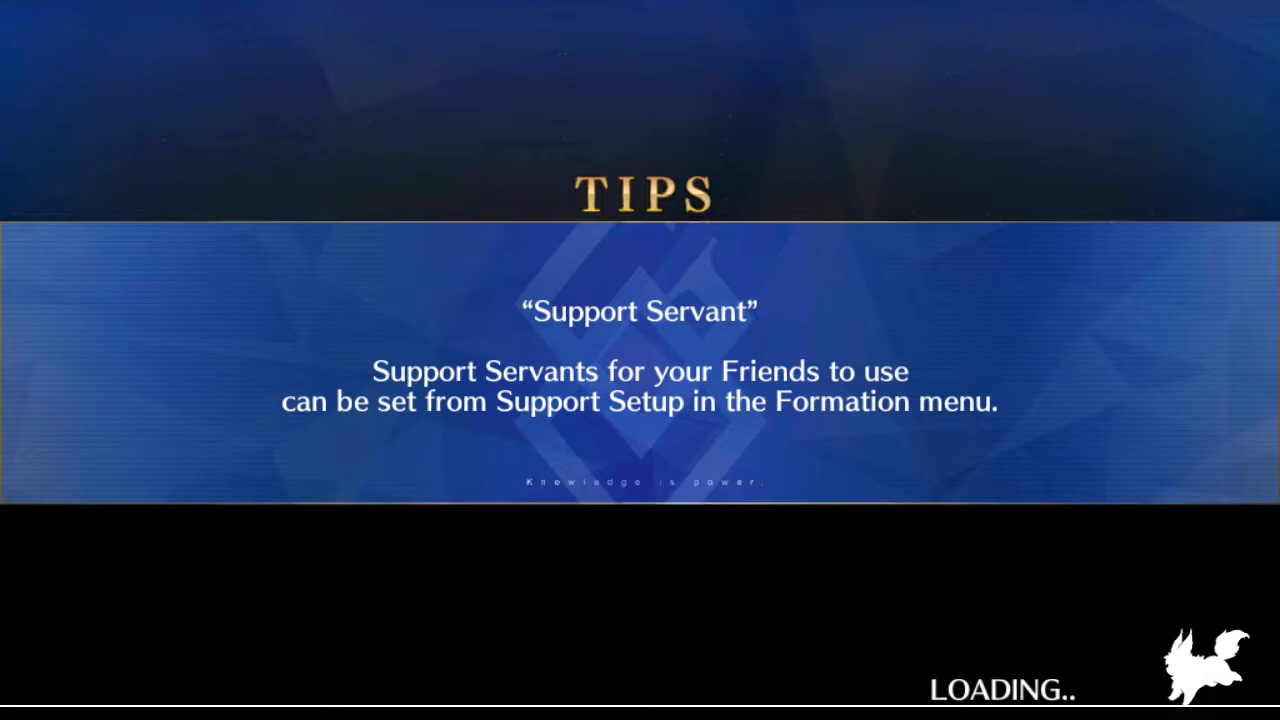 TIPS
“Support Servant”
Support Servants for your Friends to use
can be set from Support Setup in the Formation menu.
Knowledge is power.
LOADING..